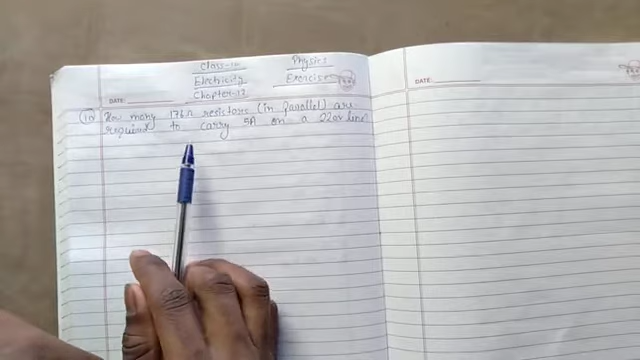 Class-10 Physics
Electricity Exercise
Chapter-12
DATE:
DATE:
(10) How many 176Ω resistors (in parallel) are
required to carry 5A on a 220V line